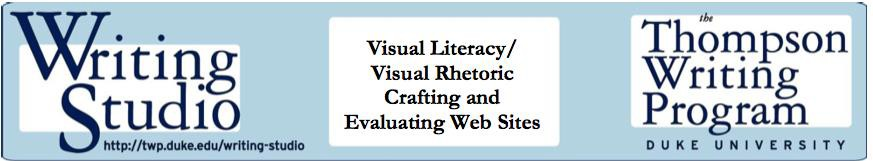 Writing
Studio
http://twp.duke.edu/writing-studio
Visual Literacy/
Visual Rhetoric
Crafting and
Evaluating Web Sites
the
Thompson
Writing
Program
DUKE UNIVERSITY